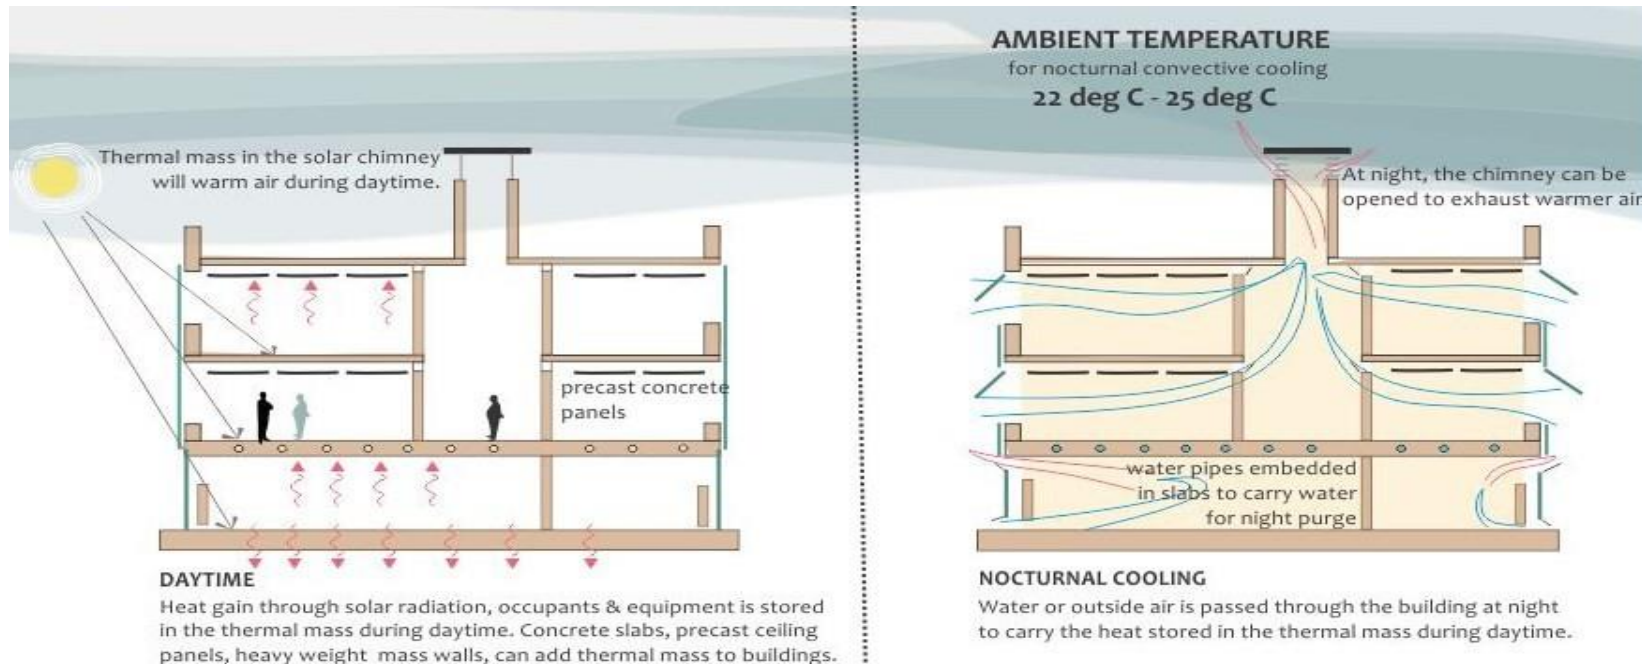 Thermal mass in the solar chimney
will warm air during daytime.
precast concrete
panels
DAYTIME
Heat gain through solar radiation, occupants & equipment is stored
in the thermal mass during daytime. Concrete slabs, precast ceiling
panels, heavy weight mass walls, can add thermal mass to buildings.
AMBIENT TEMPERATURE
for nocturnal convective cooling
22 deg C - 25 deg C
At night, the chimney can be
opened to exhaust warmer air
water pipes embedded
in slabs to carry water
for night purge
NOCTURNAL COOLING
Water or outside air is passed through the building at night
to carry the heat stored in the thermal mass during daytime.